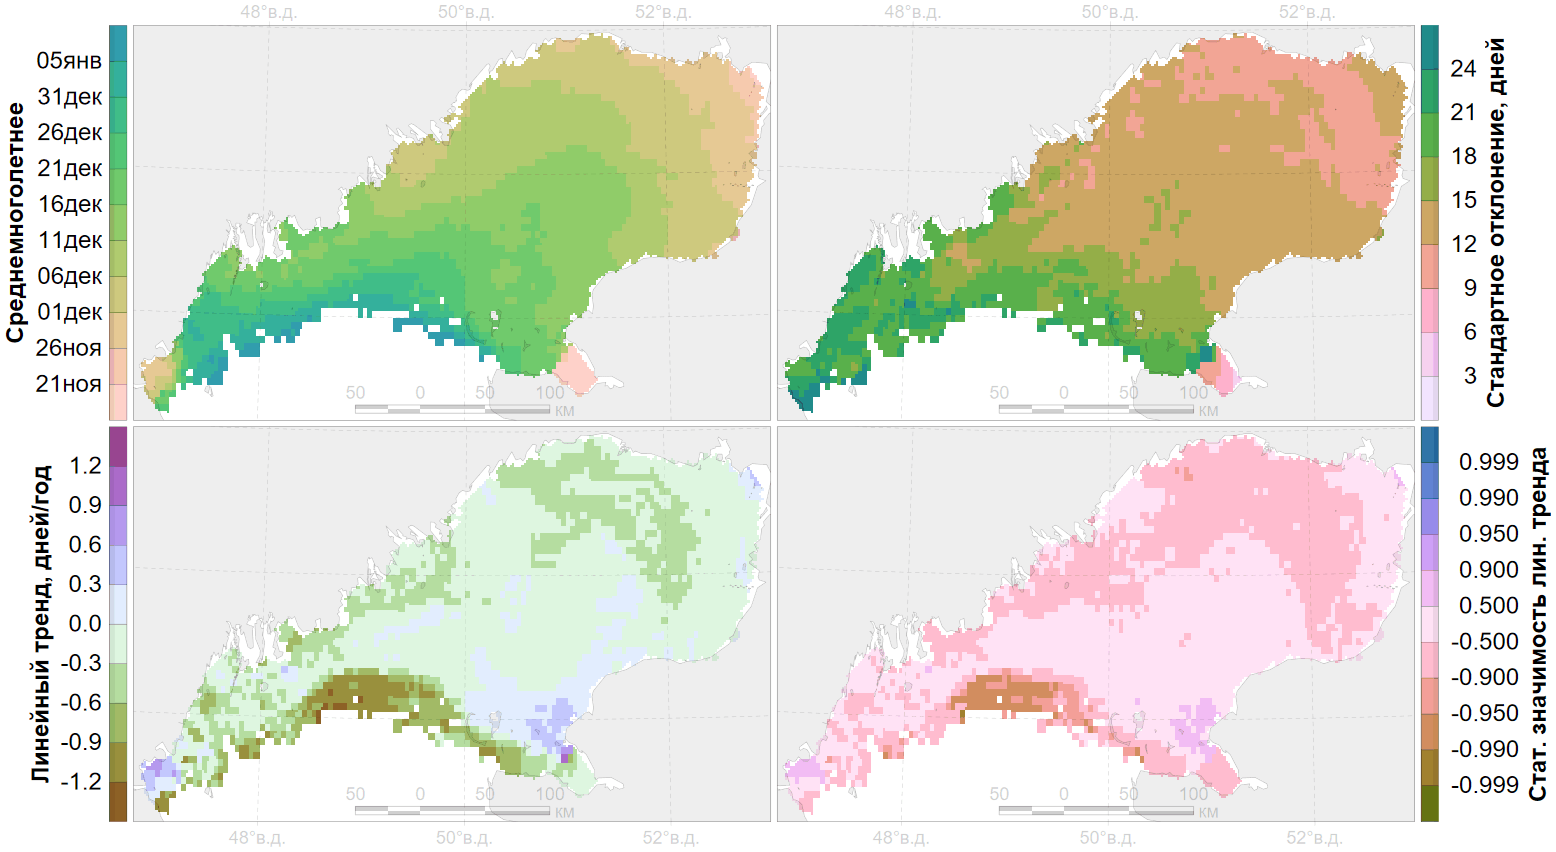 48°в.д. 50°в.д. 52°в.д. 48°в.д. 50°в.д. 52°в.д.
Среднемноголетнее
05янв
31дек
26дек
21дек
16дек
11дек
06дек
01дек
26ноя
21ноя
50 0 50 100
км
24
21
18
15
12
9
6
3
Стандартное отклонение, дней
50 0 50 100
км
Линейный тренд, дней/год
1.2
0.9
0.6
0.3
0.0
-0.3
-0.6
-0.9
-1.2
50 0 50 100
км
0.999
0.990
0.950
0.900
0.500
-0.500
-0.900
-0.950
-0.990
-0.999
Стат. значимость лин. тренда
50 0 50 100
км
48°в.д. 50°в.д. 52°в.д. 48°в.д. 50°в.д. 52°в.д.